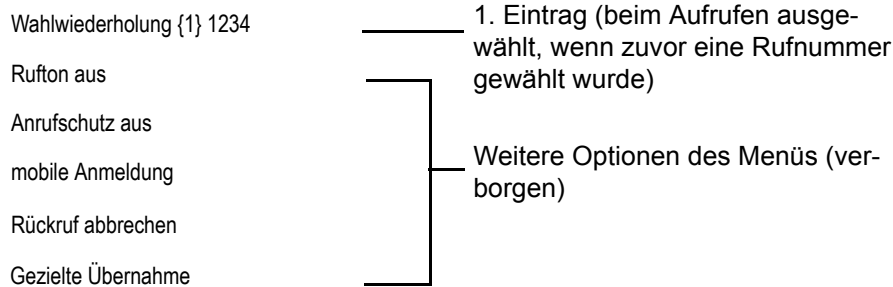 Wahlwiederholung {1} 1234
1. Eintrag (beim Aufrufen ausge-
wählt, wenn zuvor eine Rufnummer
gewählt wurde)
Rufton aus
Anrufschutz aus
mobile Anmeldung
Rückruf abbrechen
Gezielte Übernahme
Weitere Optionen des Menüs (ver-
borgen)